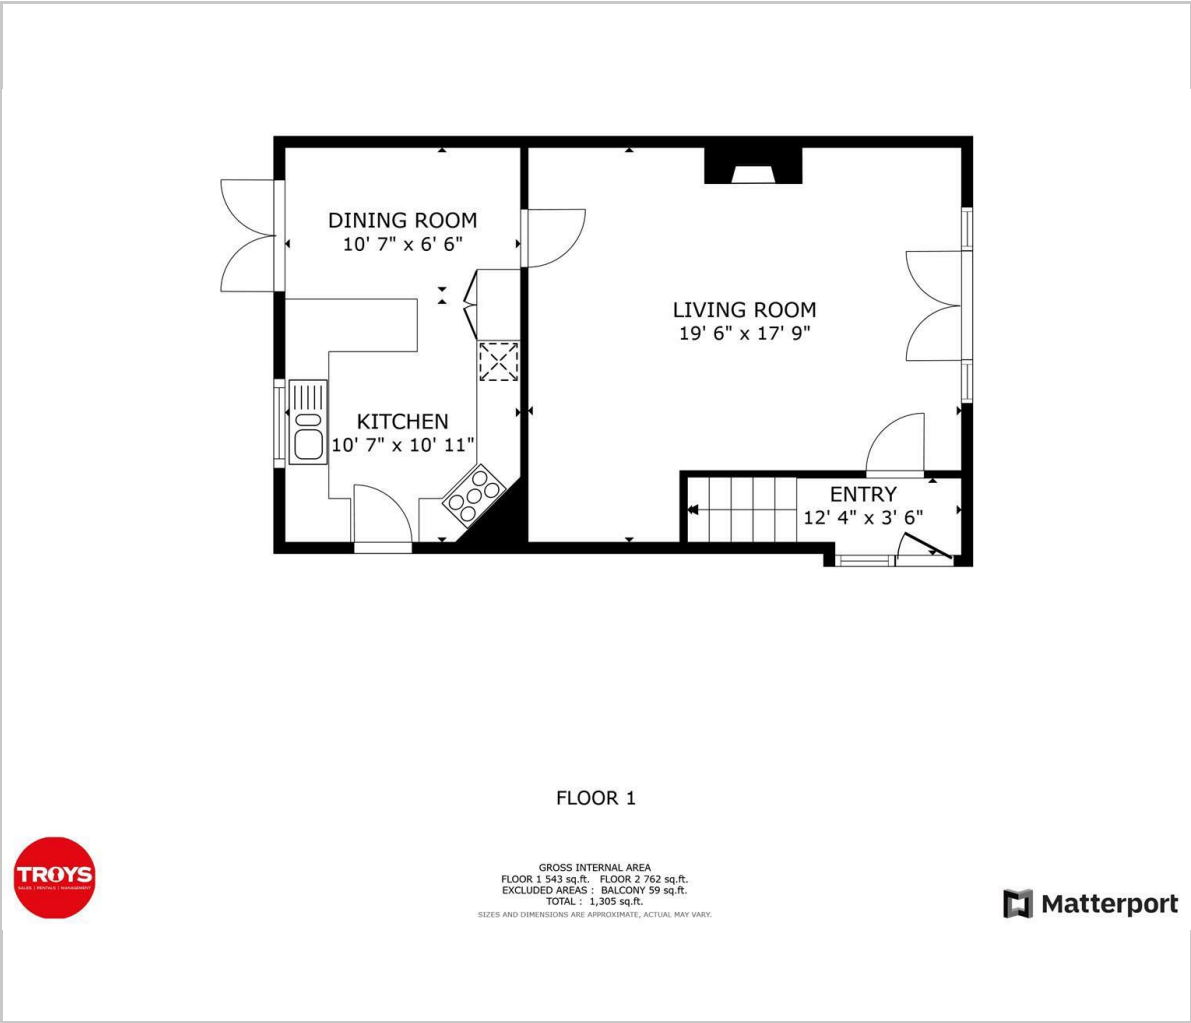 DINING ROOM
10' 7" x 6' 6"
LIVING ROOM
19' 6" x 17' 9"
KITCHEN
10' 7" x 10' 11"
ENTRY
12' 4" x 3' 6"
FLOOR 1
GROSS INTERNAL AREA
FLOOR 1 543 sq.ft. FLOOR 2 762 sq.ft.
EXCLUDED AREAS : BALCONY 59 sq.ft.
TOTAL : 1,305 sq.ft.
SIZES AND DIMENSIONS ARE APPROXIMATE, ACTUAL MAY VARY.
TROYS
SALES | RENTALS | MANAGEMENT
Matterport